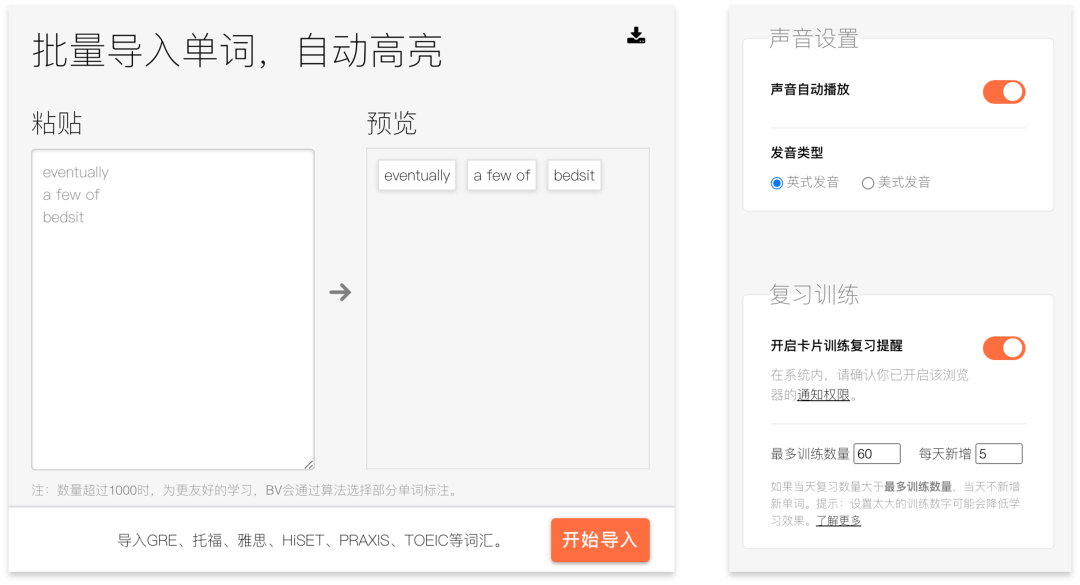 批量导入单词，自动高亮
粘贴
eventually
a few of
bedsit
预览
eventually a few of bedsit
注：数量超过1000时，为更友好的学习，BV会通过算法选择部分单词标注。
导入GRE、托福、雅思、HiSET、PRAXIS、TOEIC等词汇。
开始导入
声音设置
声音自动播放
发音类型
英式发音 美式发音
复习训练
开启卡片训练复习提醒
在系统内，请确认你已开启该浏览
器的通知权限。
最多训练数量 60 每天新增 5
如果当天复习数量大于最多训练数量，当天不新增
新单词。提示：设置太大的训练数字可能会降低学
习效果。了解更多